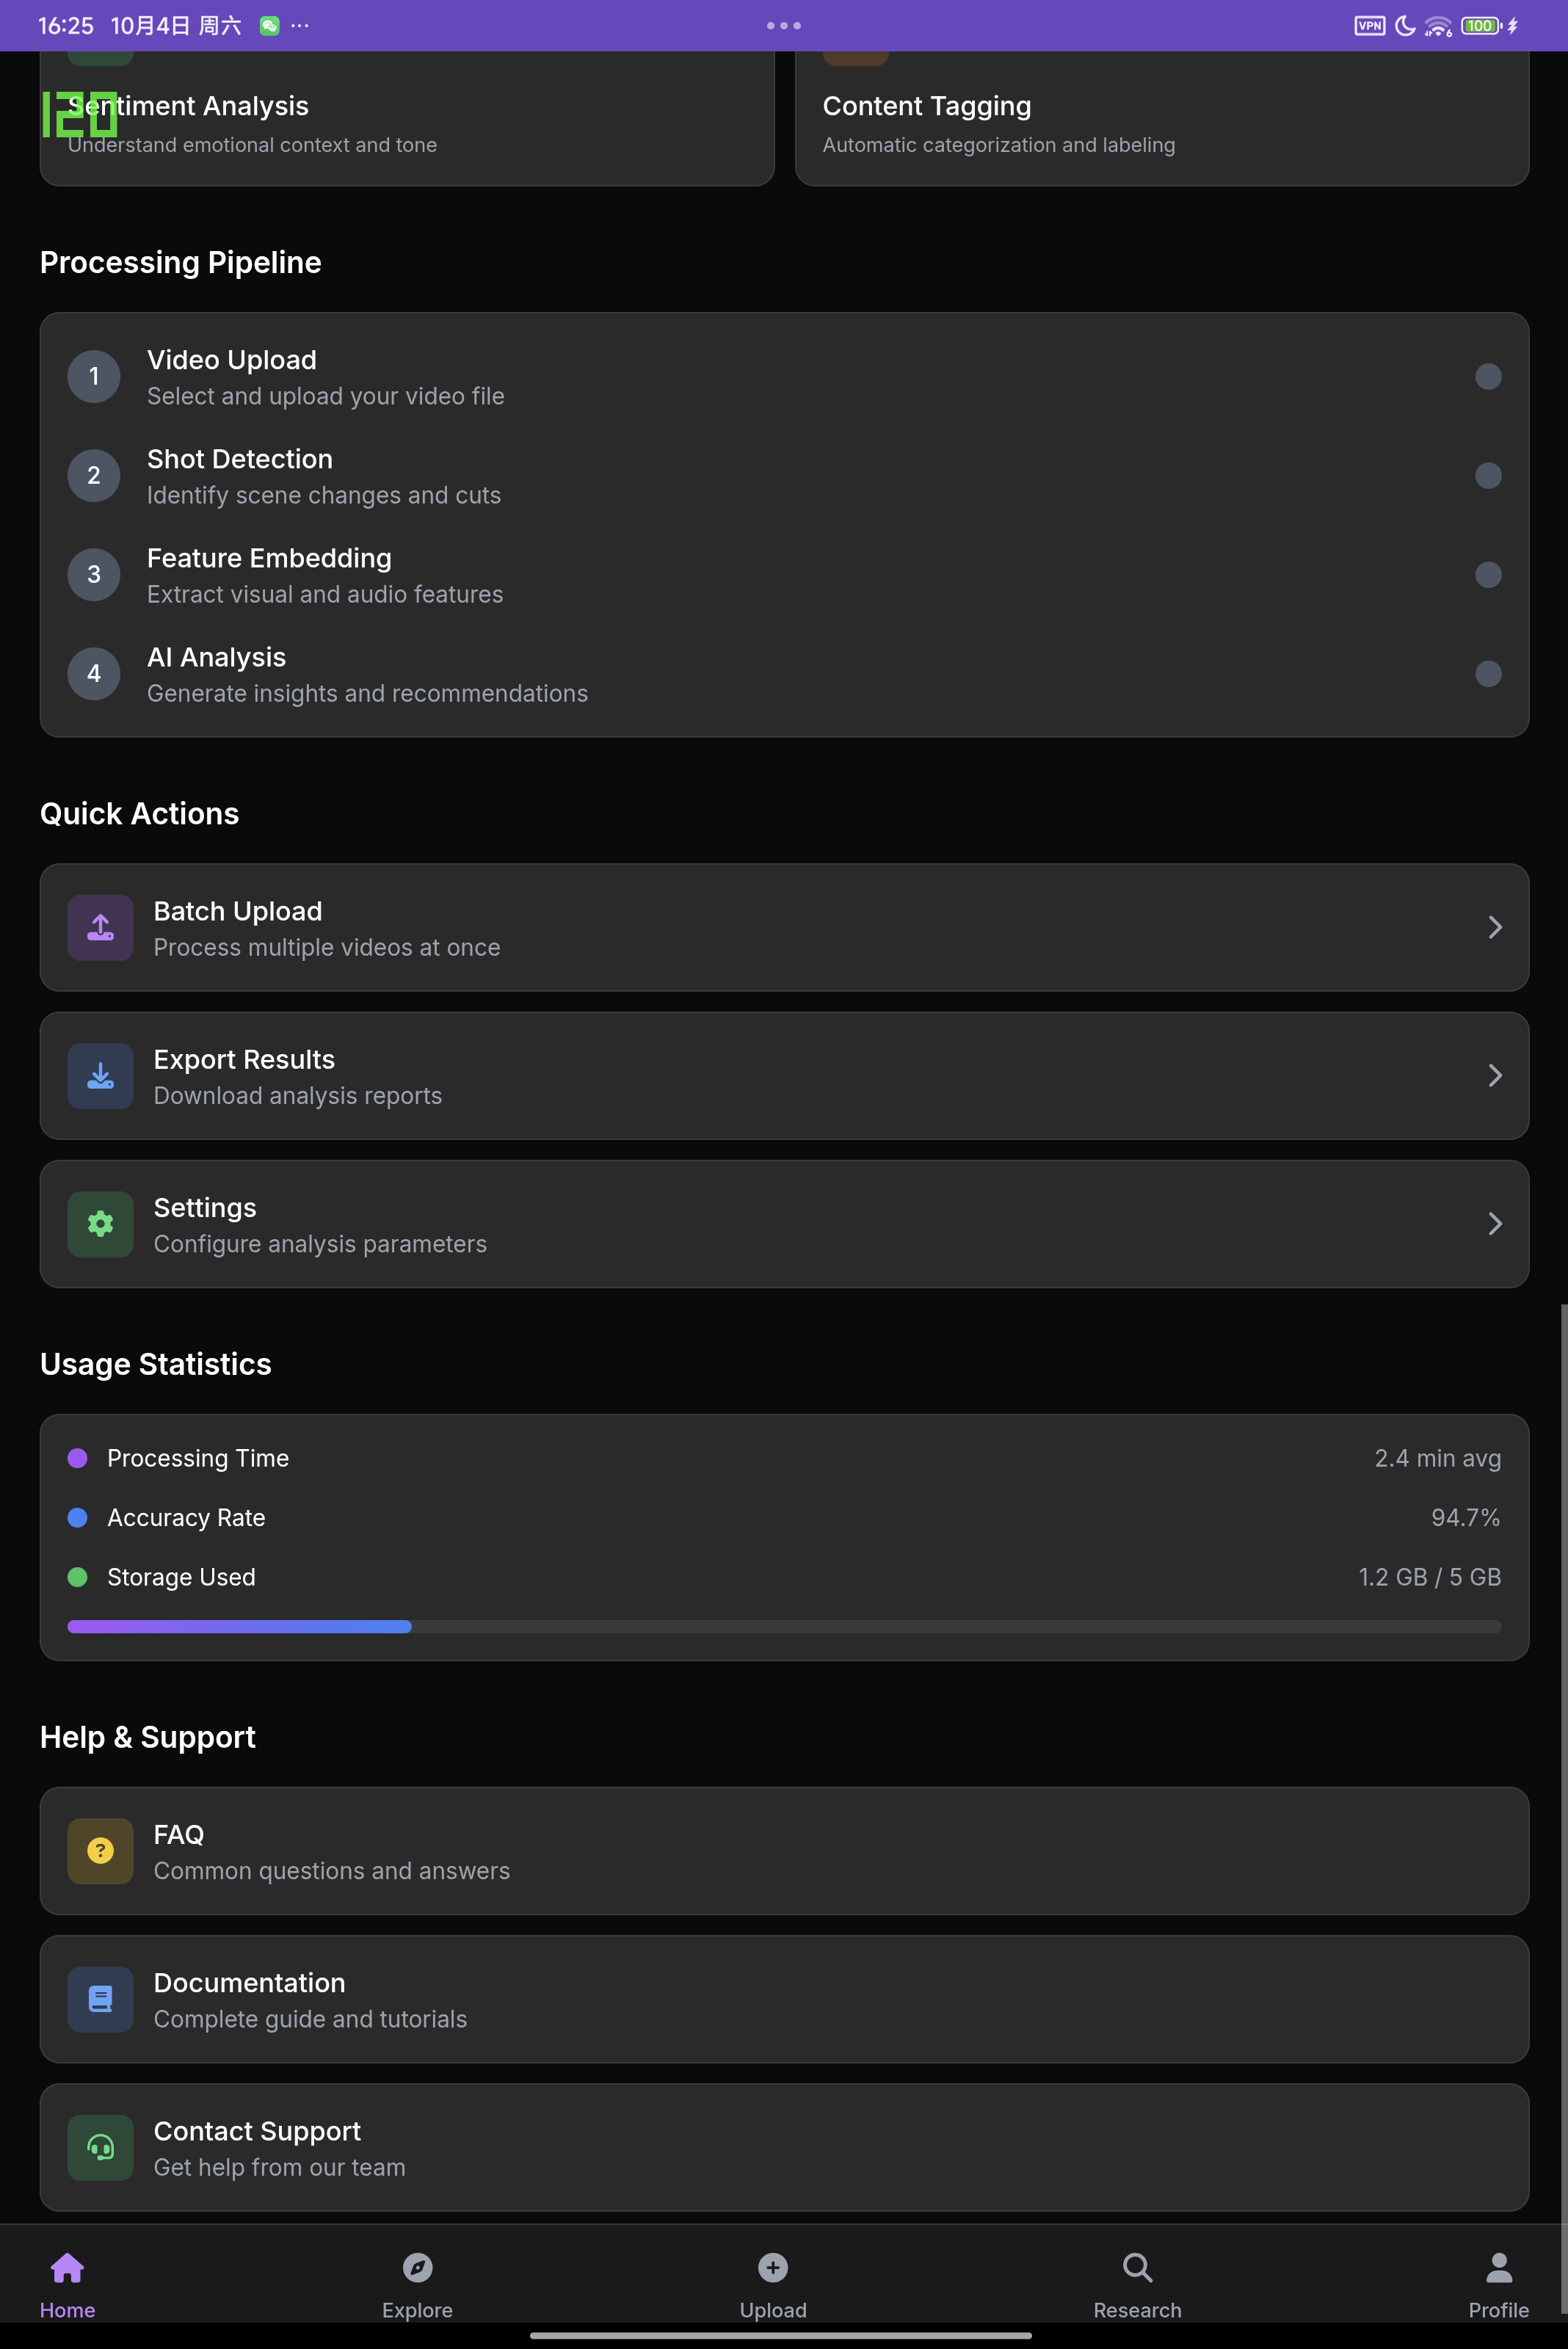 16:25 10月4日 周六
VPN
6
100
120
Sentiment Analysis
Understand emotional context and tone
Content Tagging
Automatic categorization and labeling
Processing Pipeline
1
Video Upload
Select and upload your video file
2
Shot Detection
Identify scene changes and cuts
3
Feature Embedding
Extract visual and audio features
4
AI Analysis
Generate insights and recommendations
Quick Actions
Batch Upload
Process multiple videos at once
Export Results
Download analysis reports
Settings
Configure analysis parameters
Usage Statistics
Processing Time 2.4 min avg
Accuracy Rate 94.7%
Storage Used 1.2 GB / 5 GB
Help & Support
?
FAQ
Common questions and answers
Documentation
Complete guide and tutorials
Contact Support
Get help from our team
Home Explore Upload Research Profile